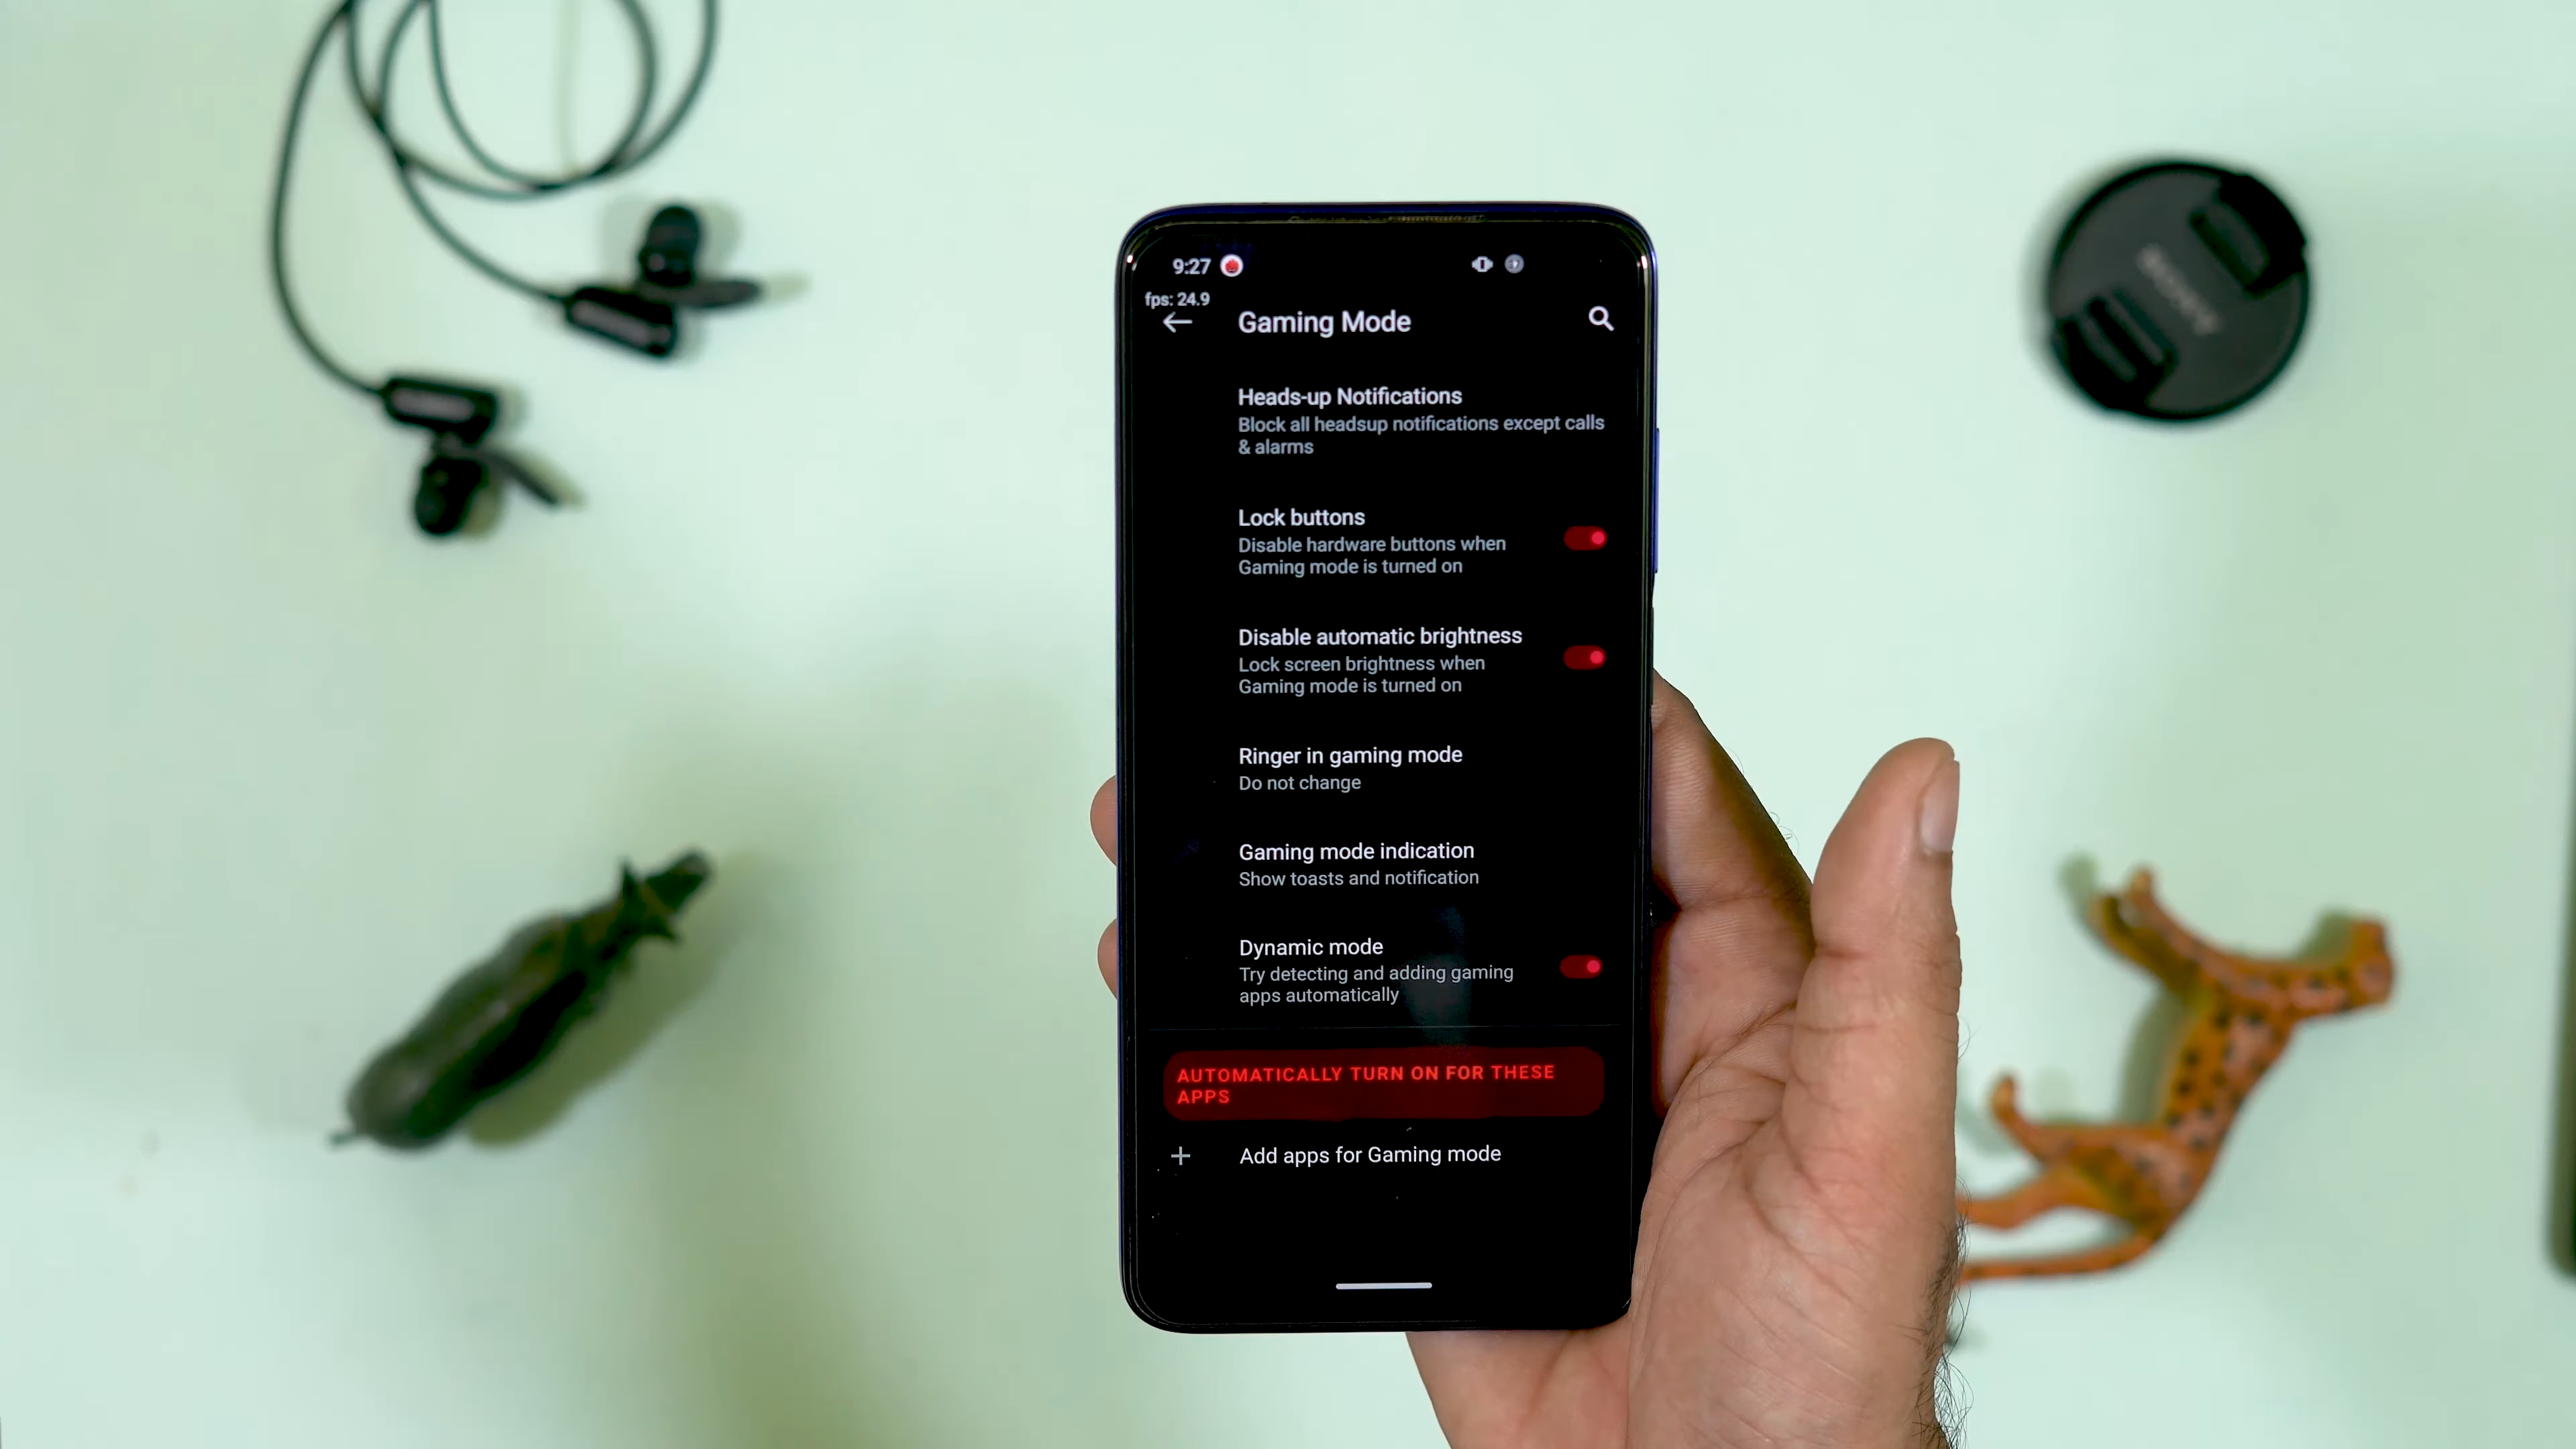 9:27
fps: 24.9
Gaming Mode
Heads-up Notifications
Block all headsup notifications except calls
& alarms
Lock buttons
Disable hardware buttons when
Gaming mode is turned on
Disable automatic brightness
Lock screen brightness when
Gaming mode is turned on
Ringer in gaming mode
Do not change
Gaming mode indication
Show toasts and notification
Dynamic mode
Try detecting and adding gaming
apps automatically
AUTOMATICALLY TURN ON FOR THESE
APPS
+ Add apps for Gaming mode
SONY